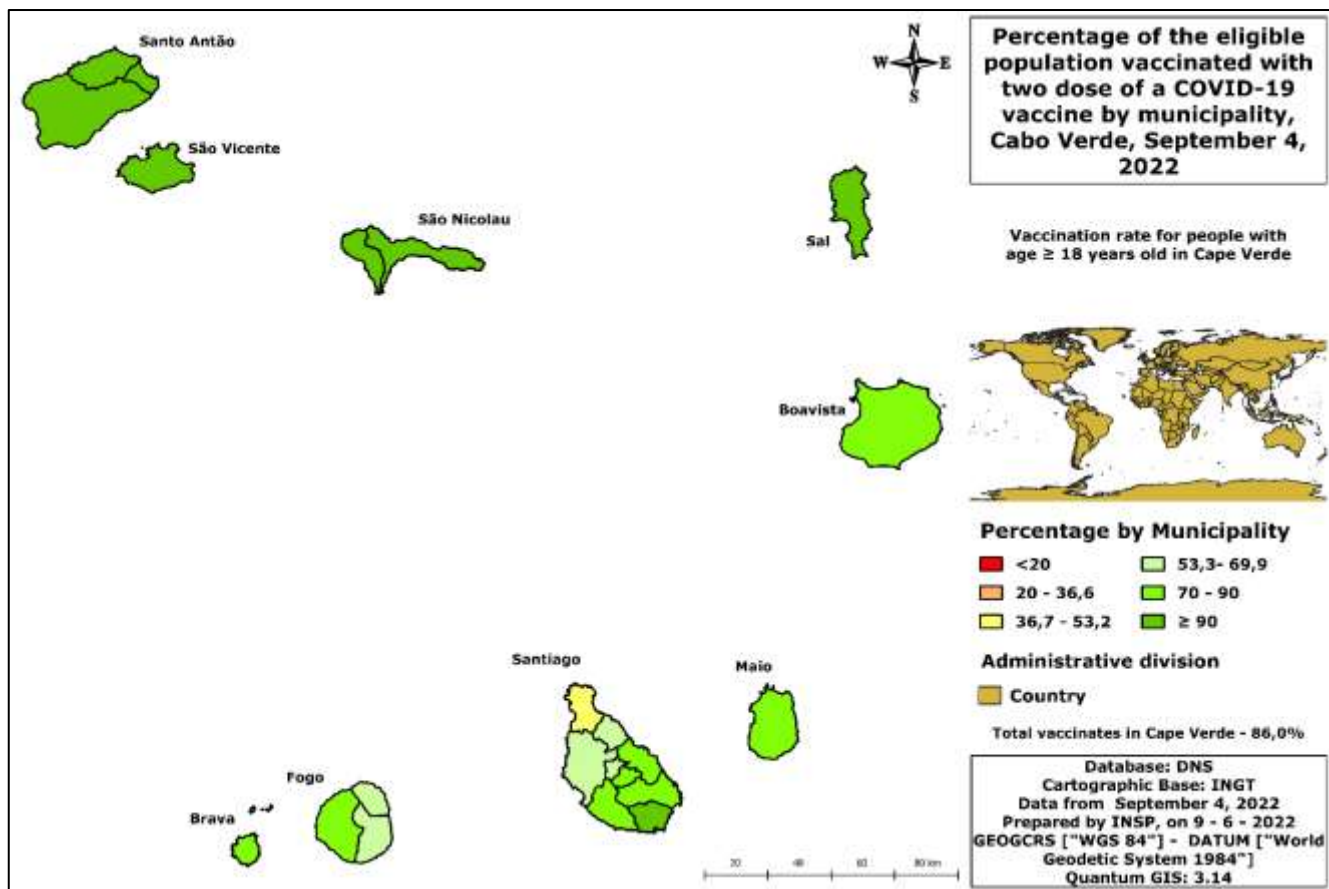 Santo Antão
São Vicente
São Nicolau
Sal
Boavista
Santiago
Maio
Fogo
Brava
N
W E
S
20 40 60 80 km
Percentage of the eligible
population vaccinated with
two dose of a COVID-19
vaccine by municipality,
Cabo Verde, September 4,
2022
Vaccination rate for people with
age ≥ 18 years old in Cape Verde
Percentage by Municipality
<20
20 - 36,6
36,7 - 53,2
53,3- 69,9
70 - 90
≥ 90
Administrative division
Country
Total vaccinates in Cape Verde - 86,0%
Database: DNS
Cartographic Base: INGT
Data from September 4, 2022
Prepared by INSP, on 9 - 6 - 2022
GEOGCRS ["WGS 84"] - DATUM ["World
Geodetic System 1984"]
Quantum GIS: 3.14